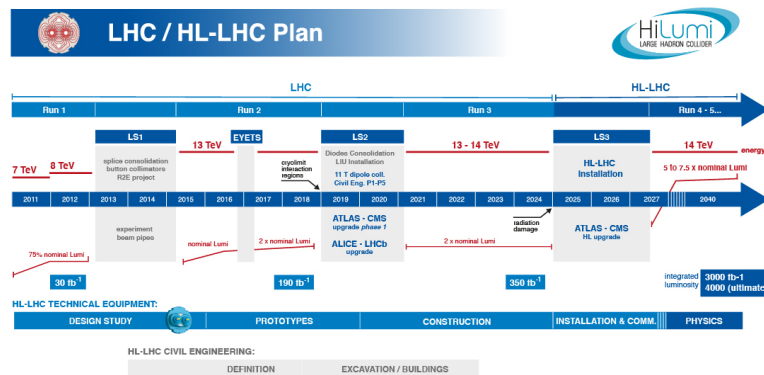 LHC / HL-LHC Plan
HiLumi
LARGE HADRON COLLIDER
LHC
HL-LHC
Run 1
Run 2
Run 3
Run 4 - 5...
LS1
EYETS
LS2
LS3
7 TeV
8 TeV
13 TeV
13 - 14 TeV
14 TeV
energy
splice consolidation
button collimators
R2E project
cryolimit
interaction
regions
Diodes Consolidation
LIU Installation
11 T dipole coll.
Civil Eng. P1-P5
HL-LHC
Installation
5 to 7.5 x nominal Lumi
2011
2012
2013
2014
2015
2016
2017
2018
2019
2020
2021
2022
2023
2024
2025
2026
2027
2040
radiation
damage
experiment
beam pipes
ATLAS - CMS
upgrade phase 1
ALICE - LHCb
upgrade
ATLAS - CMS
HL upgrade
75% nominal Lumi
nominal Lumi
2 x nominal Lumi
2 x nominal Lumi
30 fb-1
190 fb-1
350 fb-1
integrated
luminosity
3000 fb-1
4000 (ultimate
HL-LHC TECHNICAL EQUIPMENT:
DESIGN STUDY
PROTOTYPES
CONSTRUCTION
INSTALLATION & COMM.
PHYSICS
HL-LHC CIVIL ENGINEERING:
DEFINITION
EXCAVATION / BUILDINGS